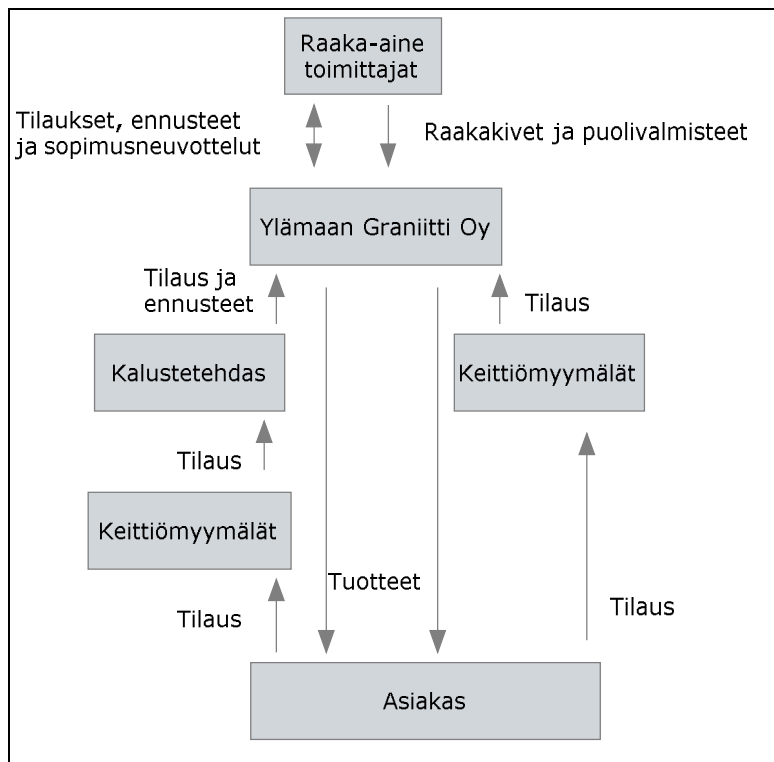 Raaka-aine
toimittajat
Tilaukset, ennusteet
ja sopimusneuvottelut
Raakakivet ja puolivalmisteet
Ylämaan Graniitti Oy
Tilaus ja
ennusteet
Tilaus
Kalustetehdas
Keittiömyymälät
Tilaus
Keittiömyymälät
Tuotteet
Tilaus
Tilaus
Asiakas